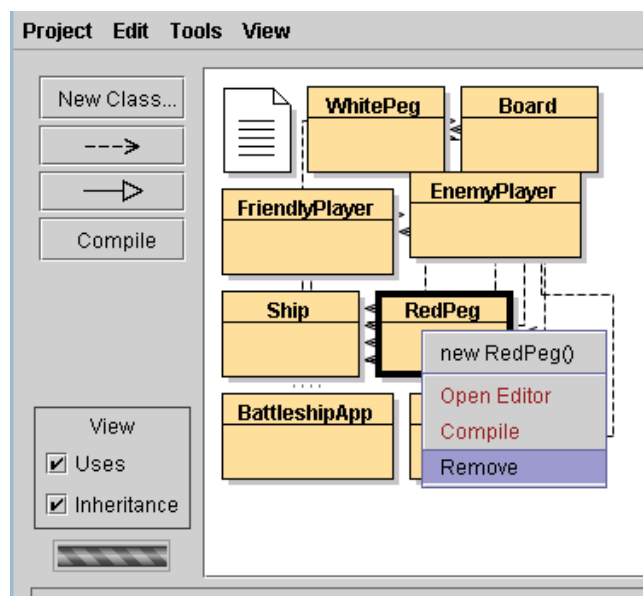 Project Edit Tools View
New Class...
Compile
View
Uses
Inheritance
WhitePeg
Board
FriendlyPlayer
EnemyPlayer
Ship
RedPeg
BattleshipApp
new RedPeg()
Open Editor
Compile
Remove